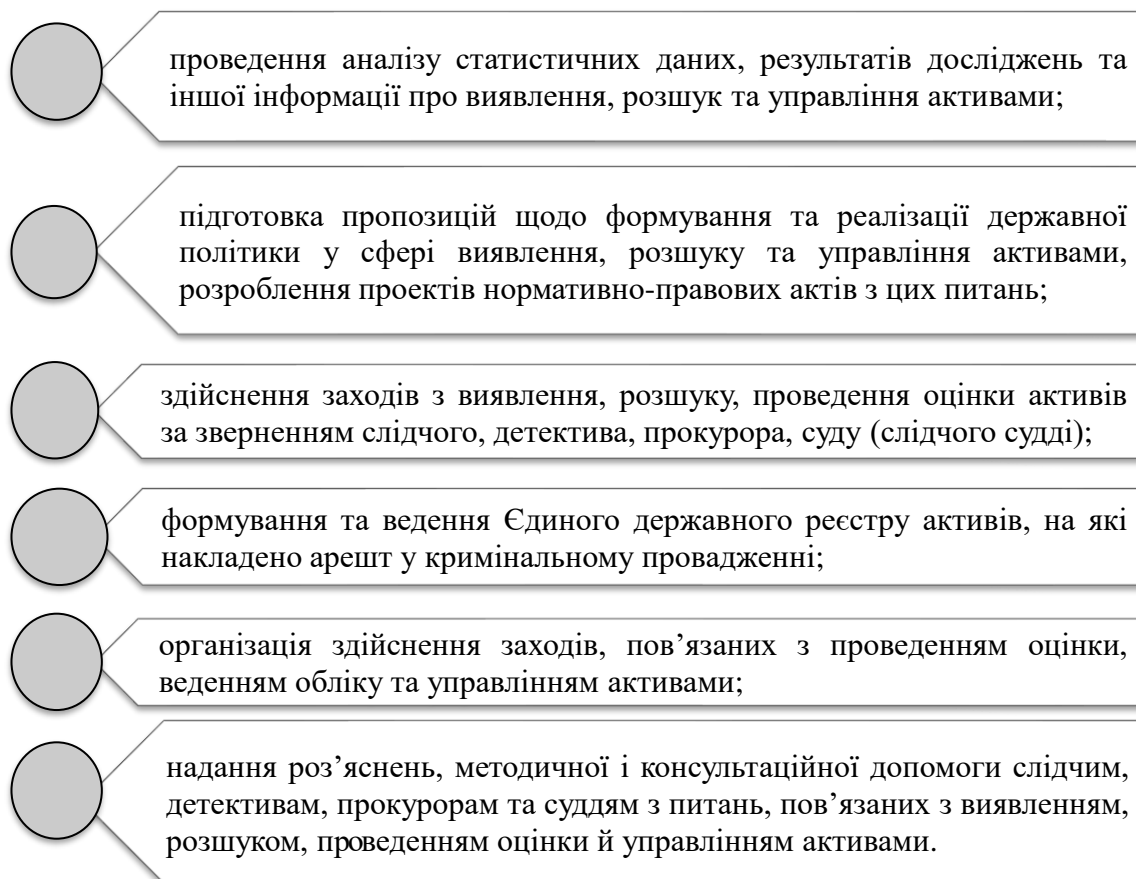 проведення аналізу статистичних даних, результатів досліджень та
іншої інформації про виявлення, розшук та управління активами;
підготовка пропозицій щодо формування та реалізації державної
політики у сфері виявлення, розшуку та управління активами,
розроблення проектів нормативно-правових актів з цих питань;
здійснення заходів з виявлення, розшуку, проведення оцінки активів
за зверненням слідчого, детектива, прокурора, суду (слідчого судді);
формування та ведення Єдиного державного реєстру активів, на які
накладено арешт у кримінальному провадженні;
організація здійснення заходів, пов’язаних з проведенням оцінки,
веденням обліку та управлінням активами;
надання роз’яснень, методичної і консультаційної допомоги слідчим,
детективам, прокурорам та суддям з питань, пов’язаних з виявленням,
розшуком, проведенням оцінки й управлінням активами.